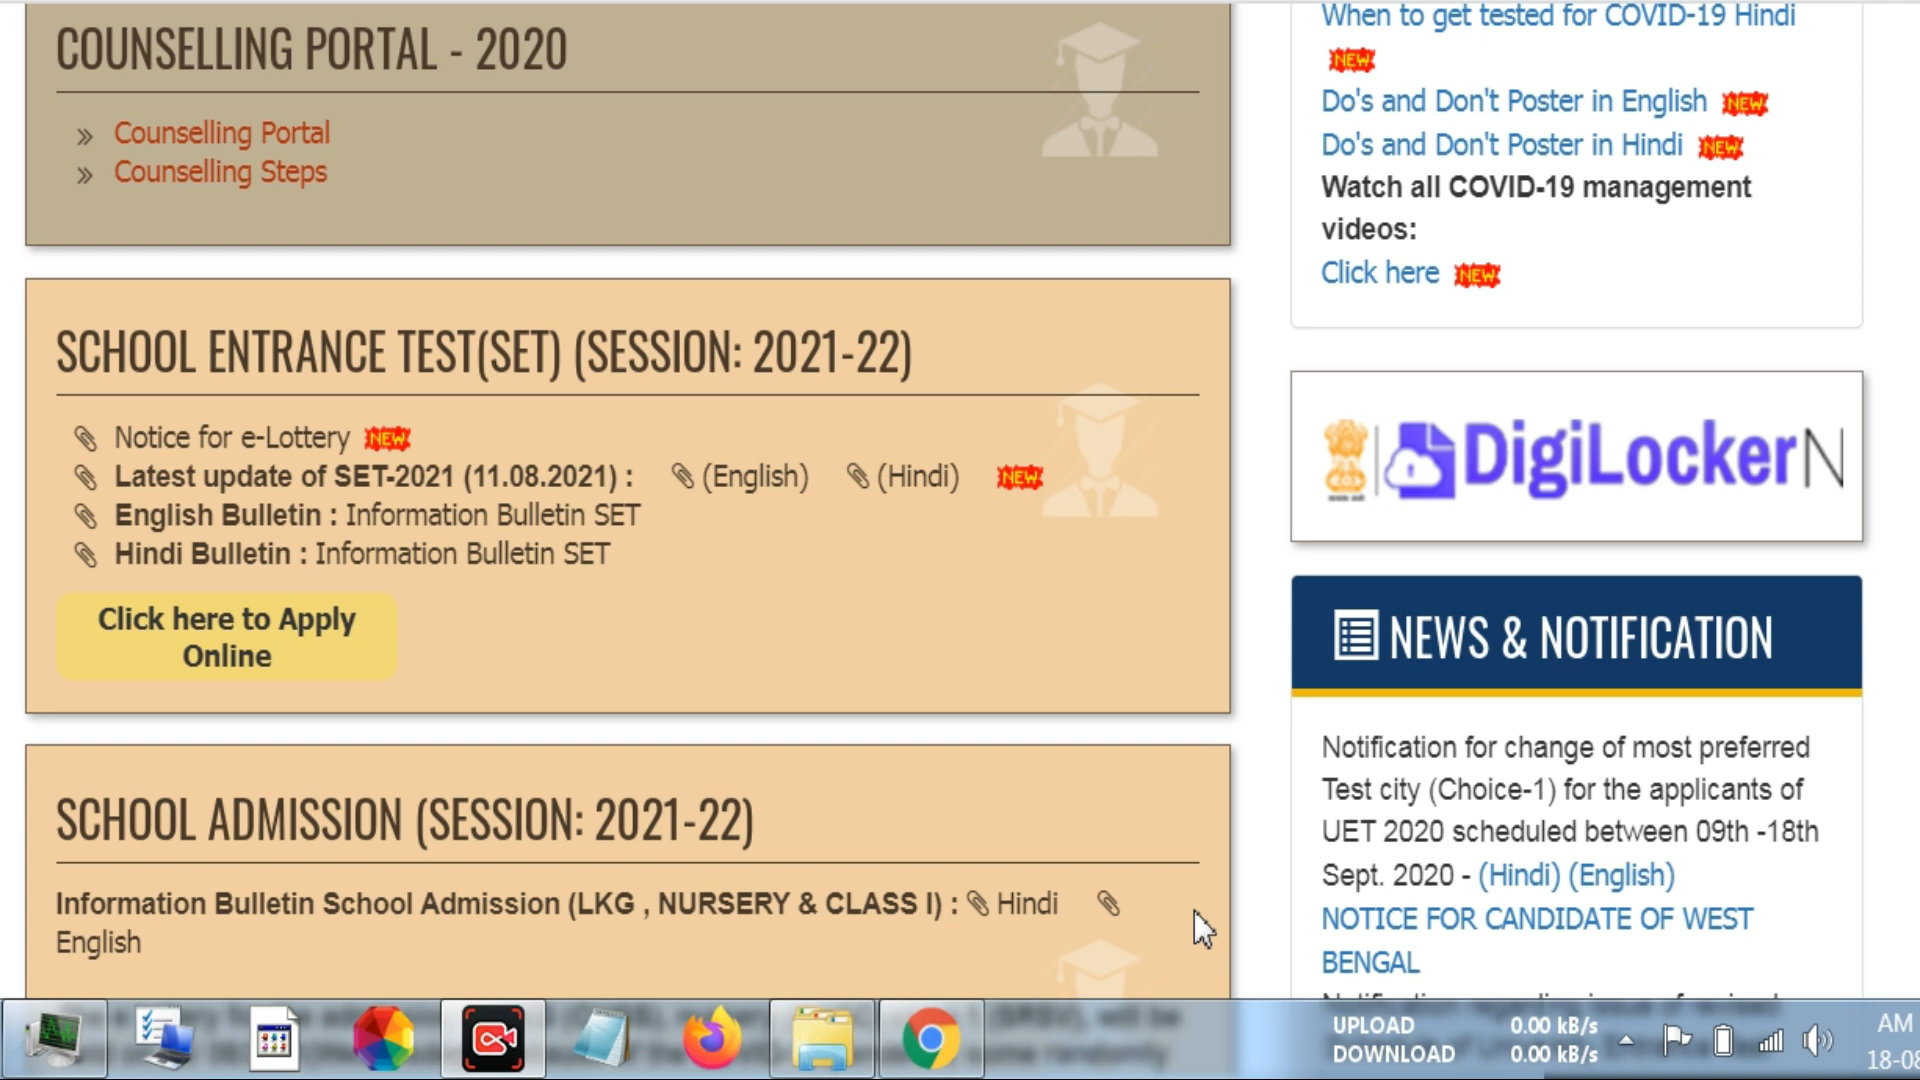 COUNSELLING PORTAL - 2020
» Counselling Portal
» Counselling Steps
SCHOOL ENTRANCE TEST(SET) (SESSION: 2021-22)
Notice for e-Lottery NEW
Latest update of SET-2021 (11.08.2021) : (English) (Hindi) NEW
English Bulletin : Information Bulletin SET
Hindi Bulletin : Information Bulletin SET
Click here to Apply
Online
SCHOOL ADMISSION (SESSION: 2021-22)
Information Bulletin School Admission (LKG , NURSERY & CLASS I) : Hindi
English
When to get tested for COVID-19 Hindi
NEW
Do's and Don't Poster in English NEW
Do's and Don't Poster in Hindi NEW
Watch all COVID-19 management
videos:
Click here NEW
DigiLocker N
NEWS & NOTIFICATION
Notification for change of most preferred
Test city (Choice-1) for the applicants of
UET 2020 scheduled between 09th -18th
Sept. 2020 - (Hindi) (English)
NOTICE FOR CANDIDATE OF WEST
BENGAL
UPLOAD 0.00 kB/s
DOWNLOAD 0.00 kB/s
AM
18-08